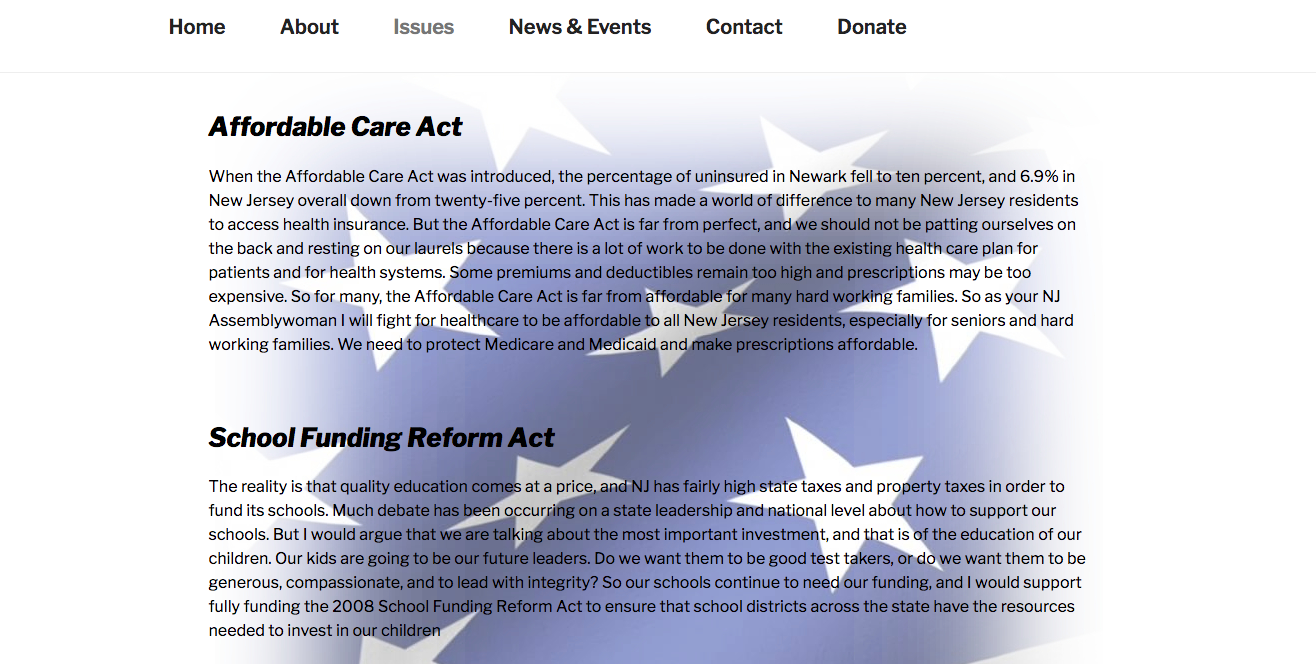 Home About Issues News & Events Contact Donate
Affordable Care Act
When the Affordable Care Act was introduced, the percentage of uninsured in Newark fell to ten percent, and 6.9% in
New Jersey overall down from twenty-five percent. This has made a world of difference to many New Jersey residents
to access health insurance. But the Affordable Care Act is far from perfect, and we should not be patting ourselves on
the back and resting on our laurels because there is a lot of work to be done with the existing health care plan for
patients and for health systems. Some premiums and deductibles remain too high and prescriptions may be too
expensive. So for many, the Affordable Care Act is far from affordable for many hard working families. So as your NJ
Assemblywoman I will fight for healthcare to be affordable to all New Jersey residents, especially for seniors and hard
working families. We need to protect Medicare and Medicaid and make prescriptions affordable.
School Funding Reform Act
The reality is that quality education comes at a price, and NJ has fairly high state taxes and property taxes in order to
fund its schools. Much debate has been occurring on a state leadership and national level about how to support our
schools. But I would argue that we are talking about the most important investment, and that is of the education of our
children. Our kids are going to be our future leaders. Do we want them to be good test takers, or do we want them to be
generous, compassionate, and to lead with integrity? So our schools continue to need our funding, and I would support
fully funding the 2008 School Funding Reform Act to ensure that school districts across the state have the resources
needed to invest in our children